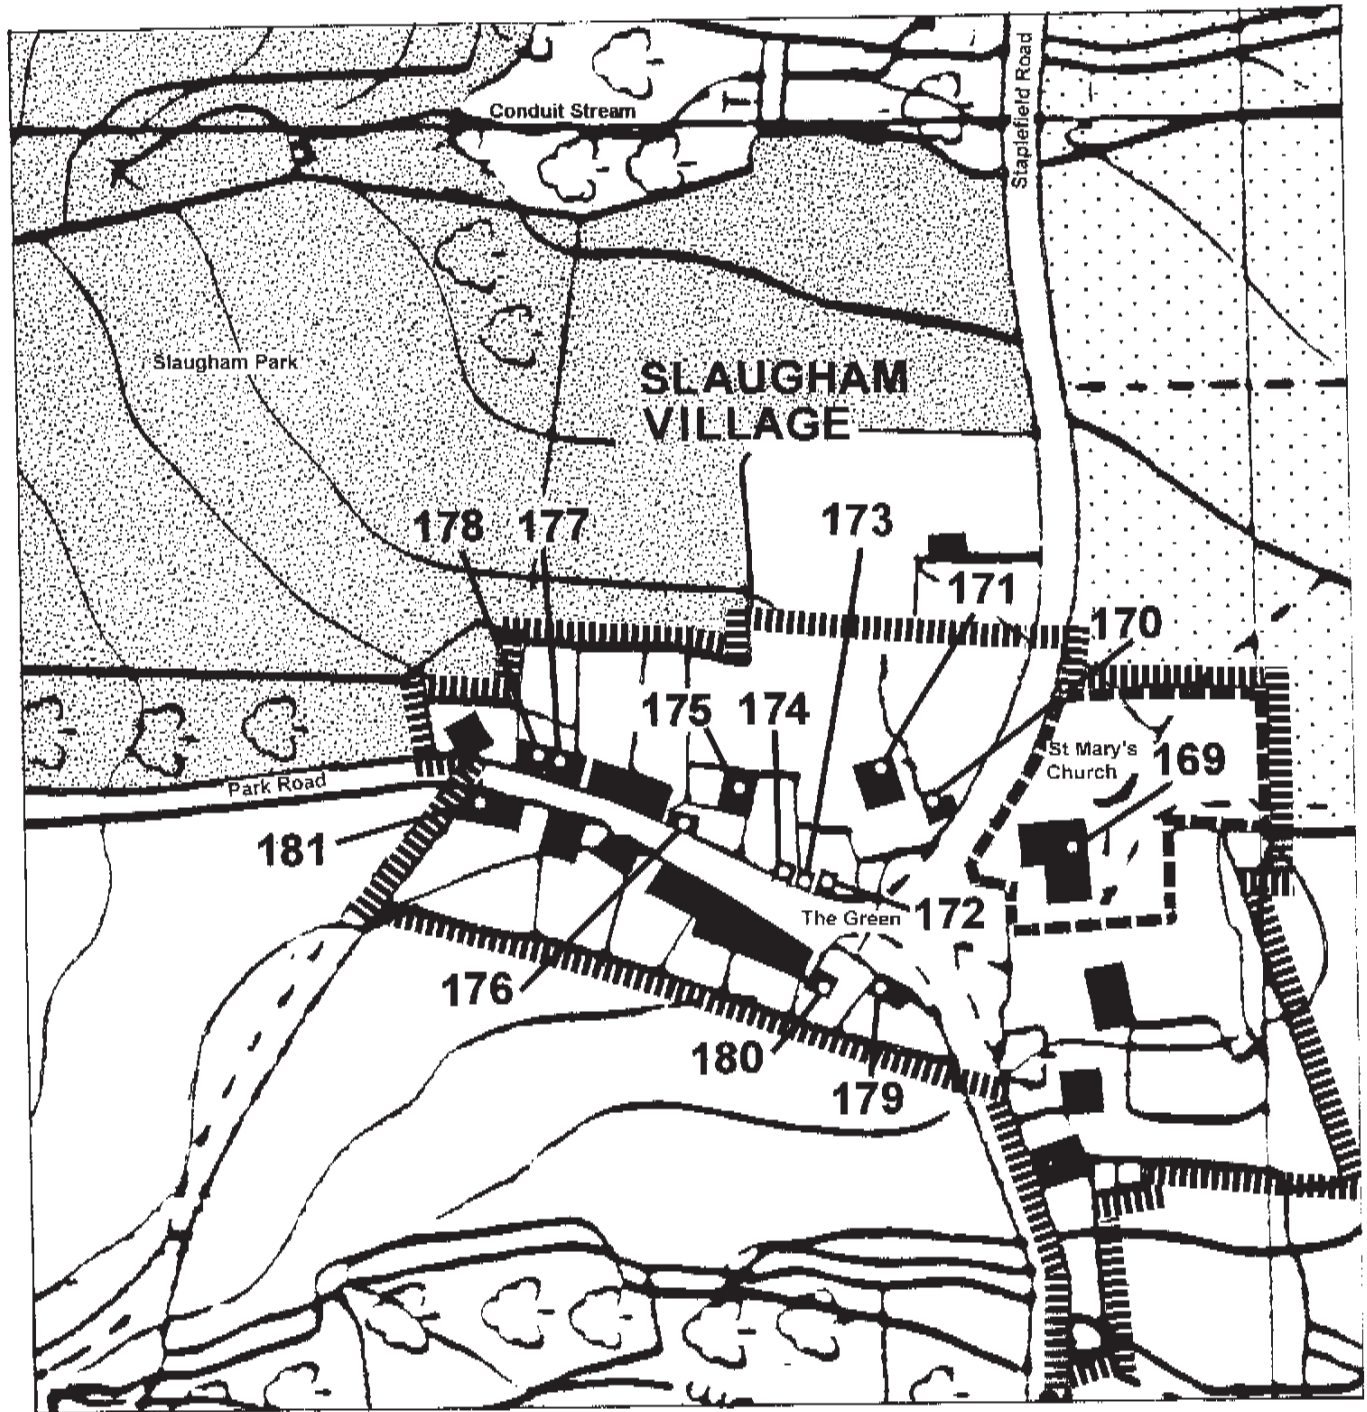 Staplefield Road
Conduit Stream
Slaugham Park
SLAUGHAM
VILLAGE
178
177
173
171
170
175
174
St Mary's
Church
169
Park Road
181
The Green
172
176
180
179